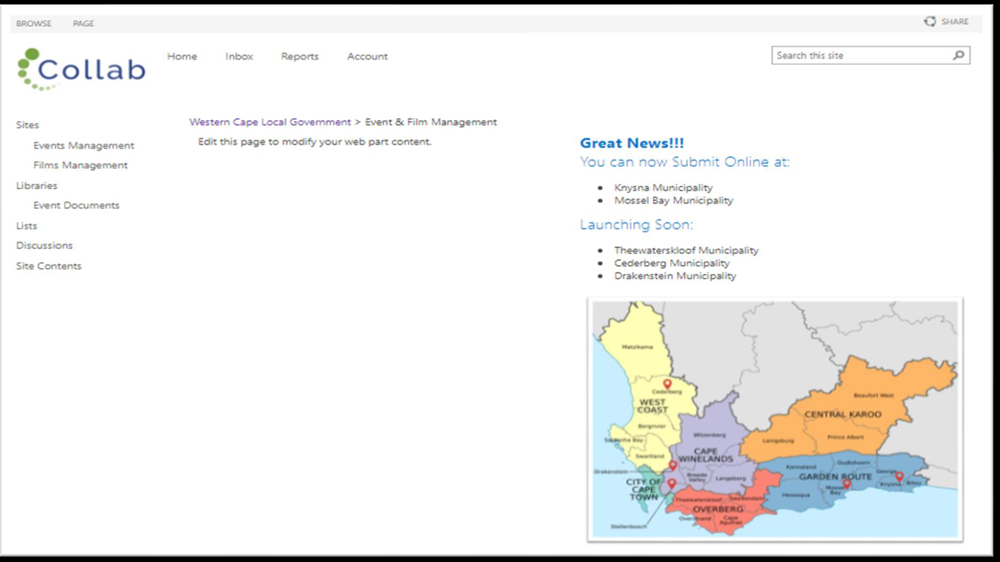 BROWSE PAGE
SHARE
Collab
Home Inbox Reports Account
Search this site
Sites
Events Management
Films Management
Libraries
Event Documents
Lists
Discussions
Site Contents
Western Cape Local Government > Event & Film Management
Edit this page to modify your web part content.
Great News!!!
You can now Submit Online at:
• Knysna Municipality
• Mossel Bay Municipality
Launching Soon:
• Theewaterskloof Municipality
• Cederberg Municipality
• Drakenstein Municipality
Matzikama
Cederberg
WEST
COAST
Bergrivier
Saldanha Bay
Swartland
Drakenstein
CITY OF
CAPE
TOWN
Stellenbosch
Witzenberg
CAPE
WINELANDS
Breede
Valley
Langeberg
Theewaterskloof
Swellendam
OVERBERG
Overstrand
Cape
Agulhas
Beaufort West
CENTRAL KAROO
Laingsburg
Prince Albert
Kannaland
Oudtshoorn
George
GARDEN ROUTE
Knysna
Bitou
Mossel
Bay
Hessequa